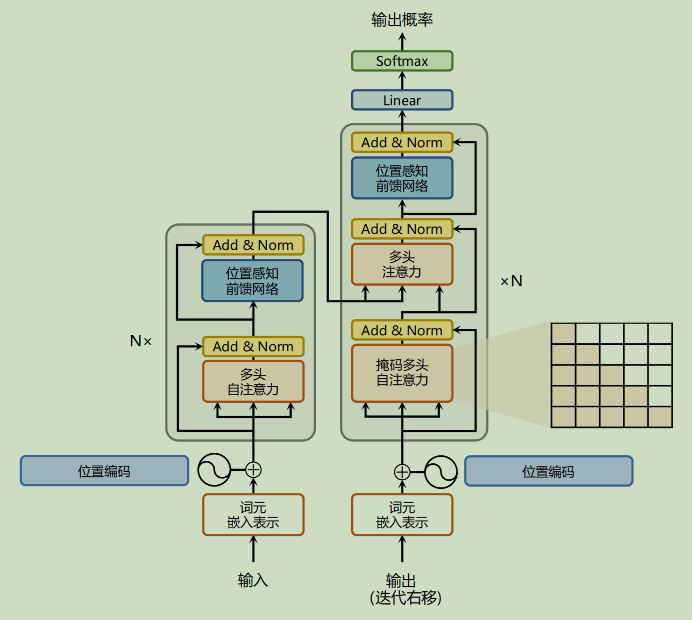 输出概率
Softmax
Linear
Add & Norm
位置感知
前馈网络
Add & Norm
多头
注意力
×N
Add & Norm
掩码多头
自注意力
Add & Norm
位置感知
前馈网络
N×
Add & Norm
多头
自注意力
位置编码
位置编码
词元
嵌入表示
词元
嵌入表示
输入
输出
(迭代右移)